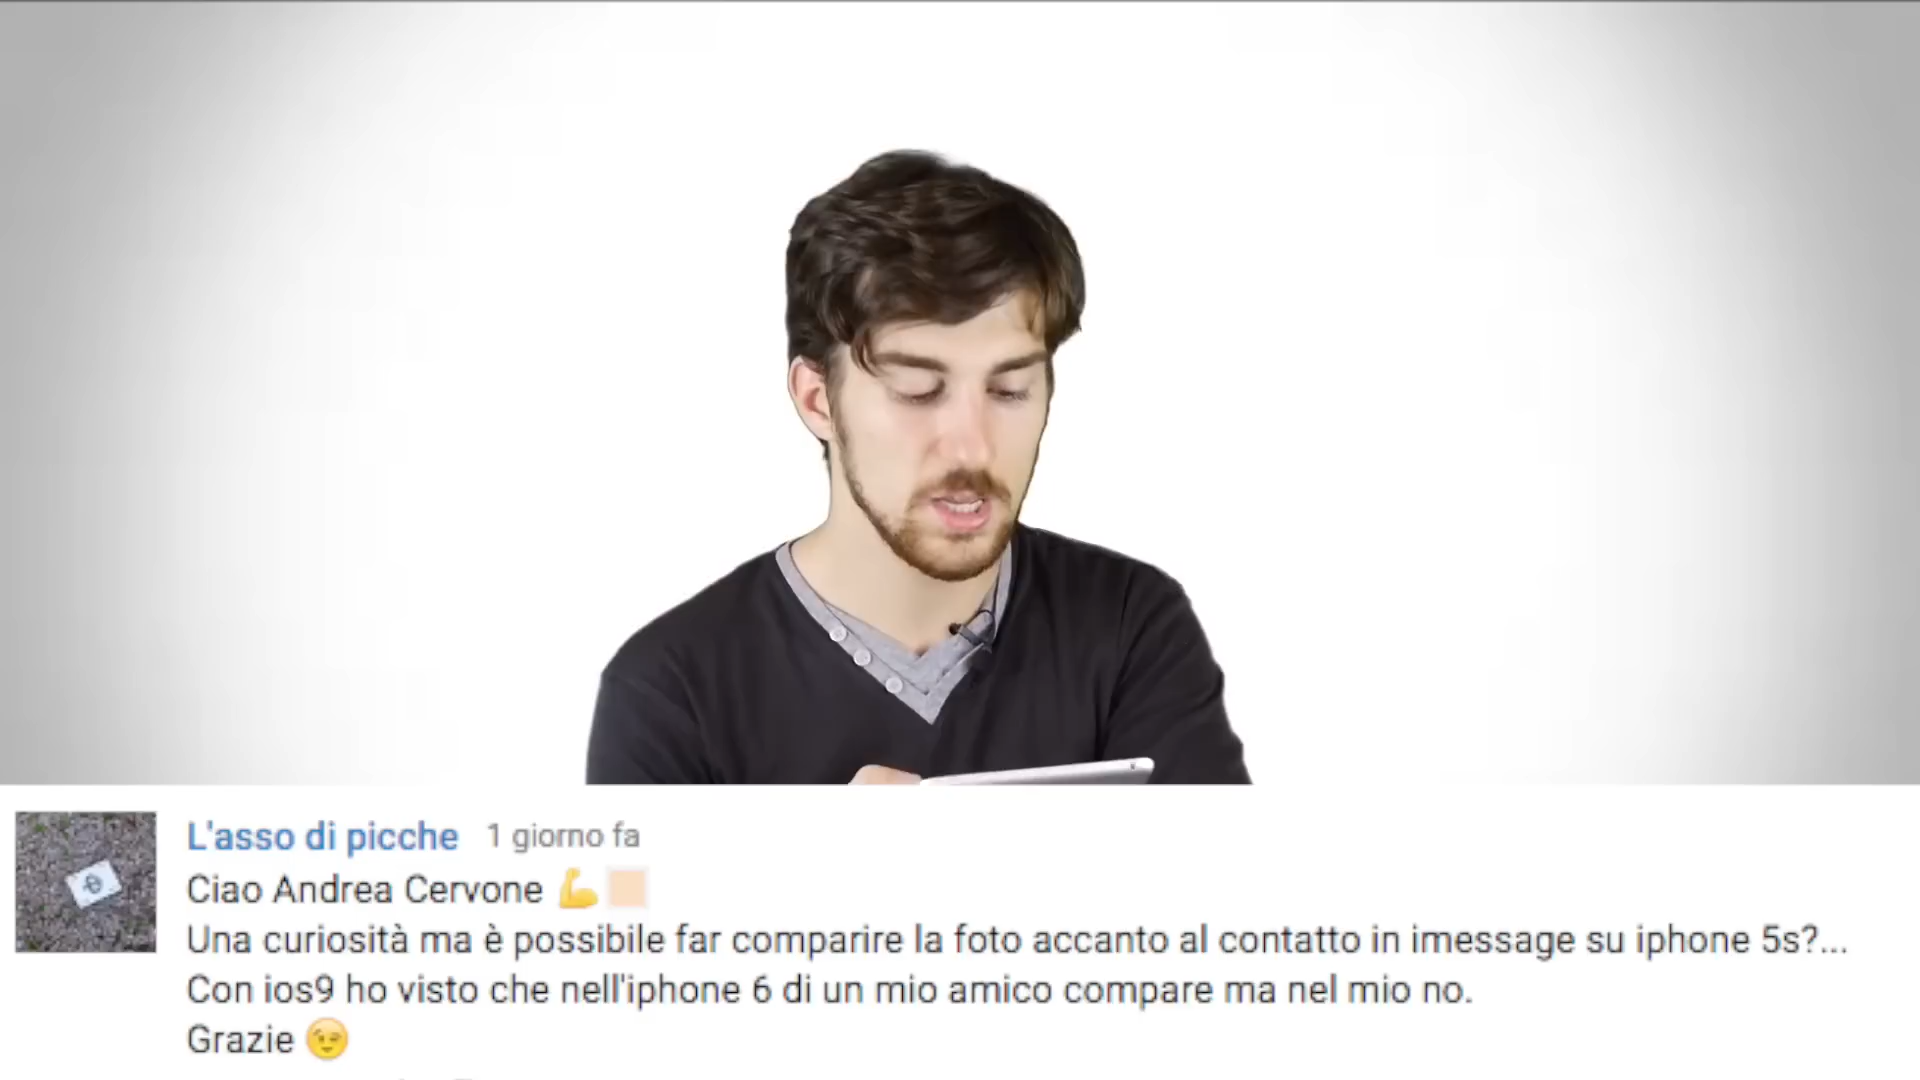 L'asso di picche 1 giorno fa
Ciao Andrea Cervone 💪
Una curiosità ma è possibile far comparire la foto accanto al contatto in imessage su iphone 5s?...
Con ios9 ho visto che nell'iphone 6 di un mio amico compare ma nel mio no.
Grazie 😉